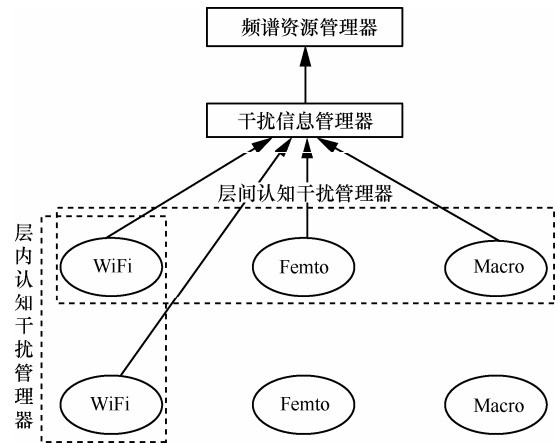 频谱资源管理器
干扰信息管理器
层间认知干扰管理器
层内认知干扰管理器
WiFi
Femto
Macro
WiFi
Femto
Macro